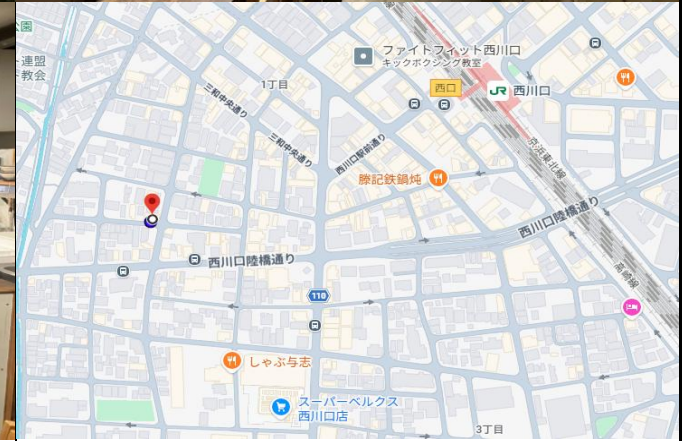 公園
連盟
教会
ファイトフィット西川口
キックボクシング教室
西口
JR 西川口
1丁目
三和中央通り
三和中央通り
西川口駅前通り
滕記鉄鍋炖
京浜東北線
西川口陸橋通り
西川口陸橋通り
高崎線
110
しゃぶ与志
スーパーベルクス
西川口店
3丁目